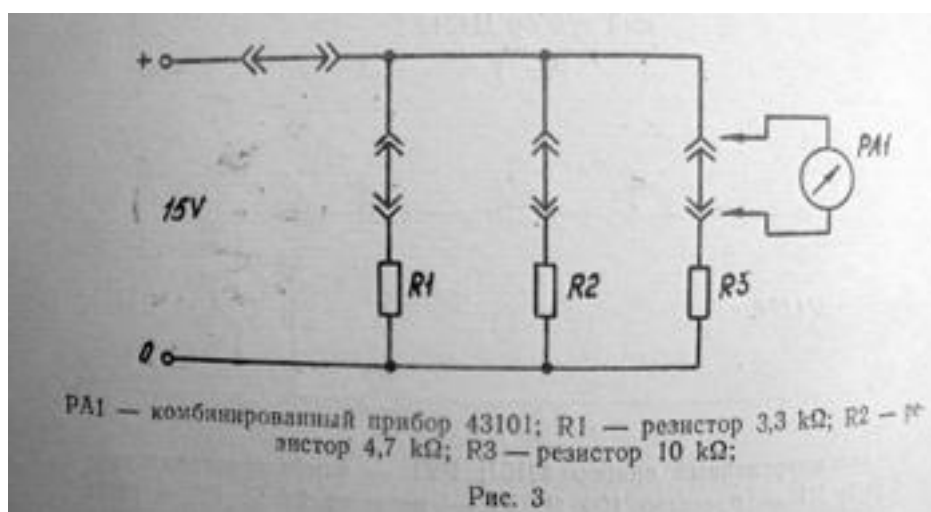 +
15V
0
R1
R2
R3
PA1
PA1 — комбинированный прибор 43101; R1 — резистор 3,3 kΩ; R2 — ре-
зистор 4,7 kΩ; R3 — резистор 10 kΩ;
Рис. 3